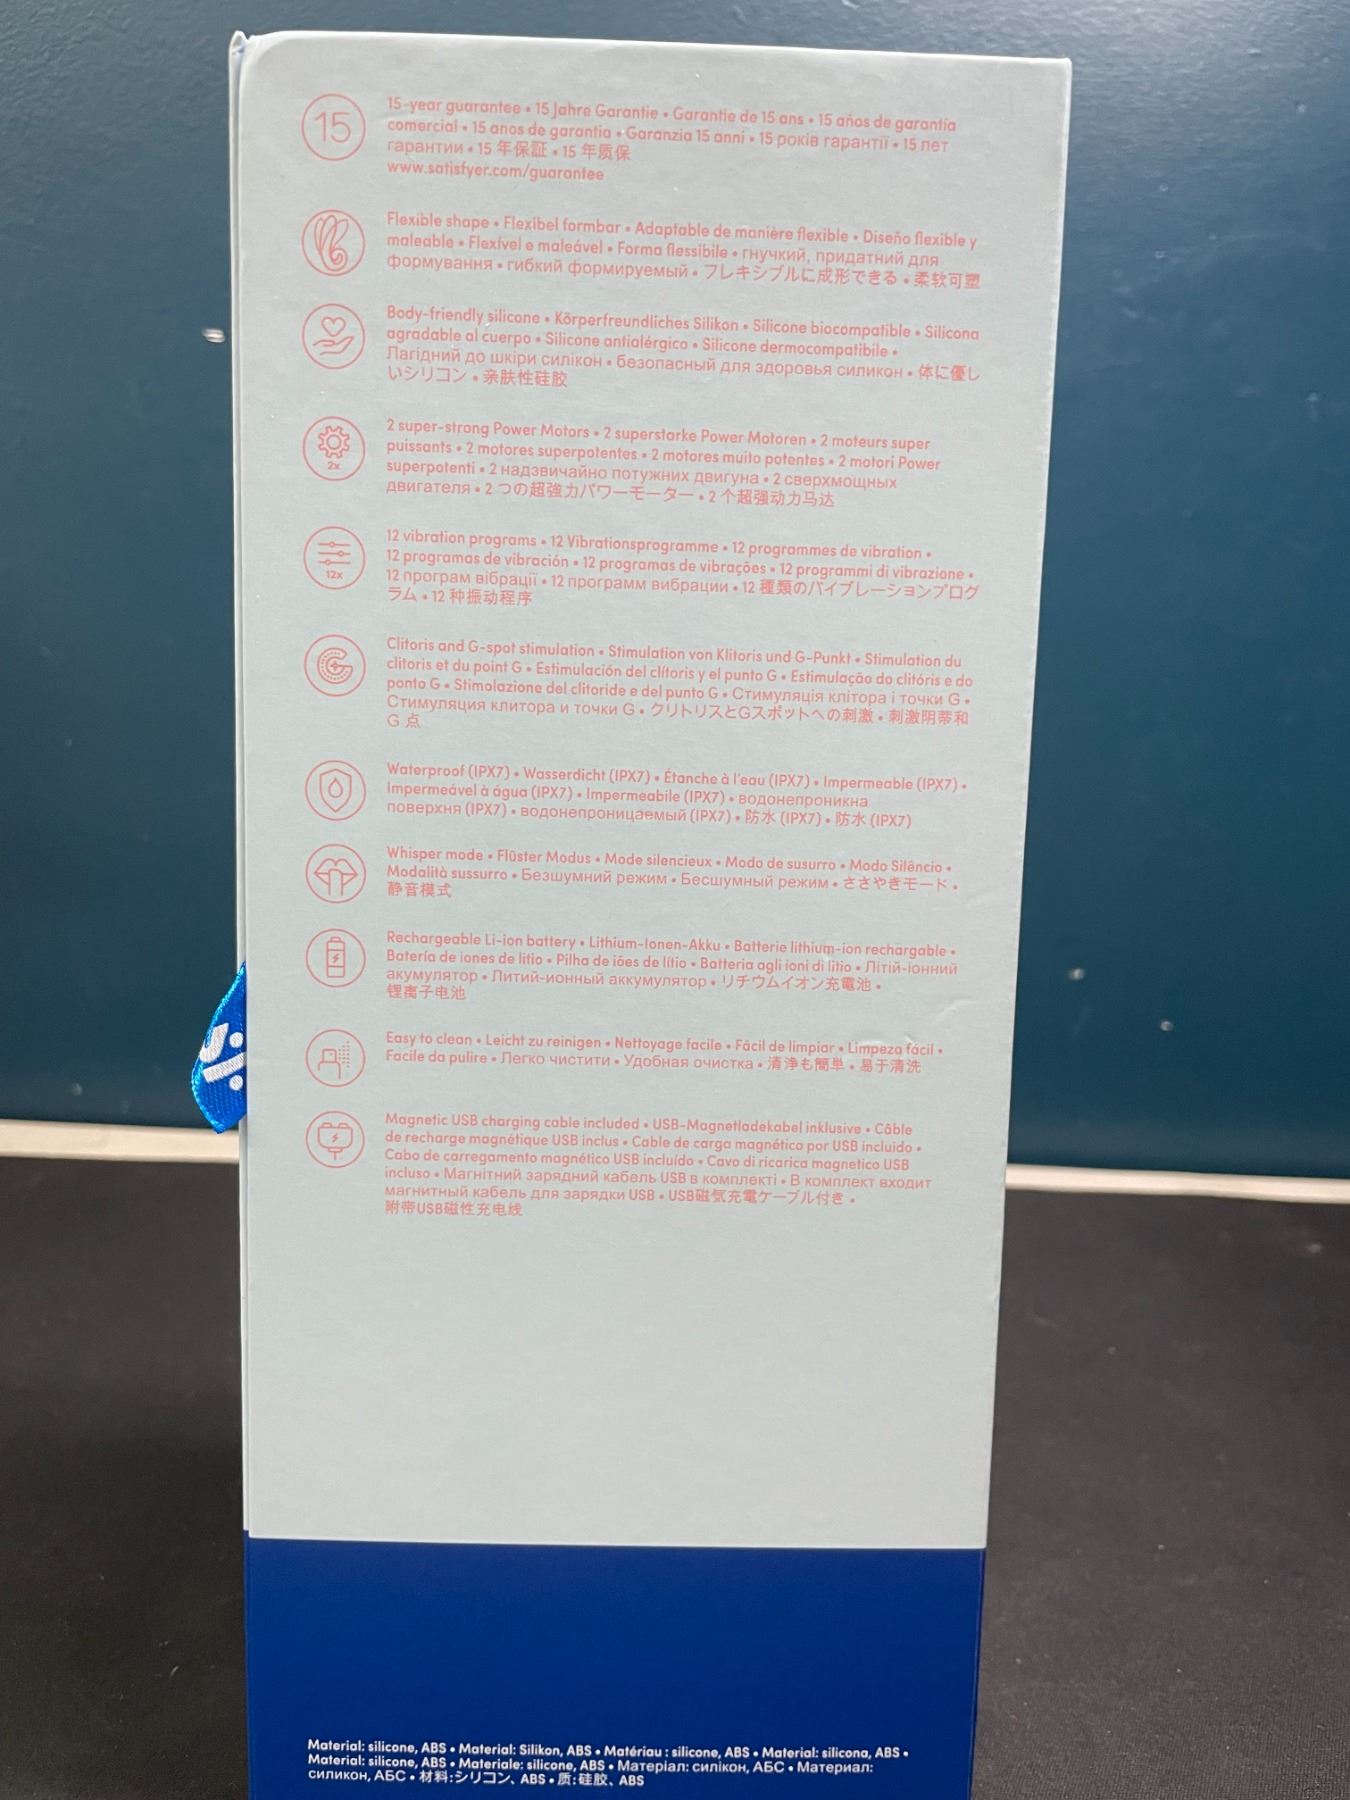 15
15-year guarantee • 15 Jahre Garantie • Garantie de 15 ans • 15 años de garantía
comercial • 15 anos de garantia • Garanzia 15 anni • 15 років гарантії • 15 лет
гарантии • 15 年保証 • 15 年质保
www.satisfyer.com/guarantee
Flexible shape • Flexibel formbar • Adaptable de manière flexible • Diseño flexible y
maleable • Flexível e maleável • Forma flessibile • гнучкий, придатний для
формування • гибкий формируемый • フレキシブルに成形できる • 柔软可塑
Body-friendly silicone • Körperfreundliches Silikon • Silicone biocompatible • Silicona
agradable al cuerpo • Silicone antialérgico • Silicone dermocompatibile •
Лагідний до шкіри силікон • безопасный для здоровья силикон • 体に優し
いシリコン • 亲肤性硅胶
2x
2 super-strong Power Motors • 2 superstarke Power Motoren • 2 moteurs super
puissants • 2 motores superpotentes • 2 motores muito potentes • 2 motori Power
superpotenti • 2 надзвичайно потужних двигуна • 2 сверхмощных
двигателя • 2 つの超強力パワーモーター • 2 个超强动力马达
12x
12 vibration programs • 12 Vibrationsprogramme • 12 programmes de vibration •
12 programas de vibración • 12 programas de vibrações • 12 programmi di vibrazione •
12 програм вібрації • 12 программ вибрации • 12 種類のバイブレーションプログ
ラム • 12 种振动程序
Clitoris and G-spot stimulation • Stimulation von Klitoris und G-Punkt • Stimulation du
clitoris et du point G • Estimulación del clítoris y el punto G • Estimulação do clitóris e do
ponto G • Stimolazione del clitoride e del punto G • Стимуляція клітора і точки G •
Стимуляция клитора и точки G • クリトリスとGスポットへの刺激 • 刺激阴蒂和
G 点
Waterproof (IPX7) • Wasserdicht (IPX7) • Étanche à l'eau (IPX7) • Impermeable (IPX7) •
Impermeável à água (IPX7) • Impermeabile (IPX7) • водонепроникна
поверхня (IPX7) • водонепроницаемый (IPX7) • 防水 (IPX7) • 防水 (IPX7)
Whisper mode • Flüster Modus • Mode silencieux • Modo de susurro • Modo Silêncio •
Modalità sussurro • Безшумний режим • Бесшумный режим • ささやきモード •
静音模式
Rechargeable Li-ion battery • Lithium-Ionen-Akku • Batterie lithium-ion rechargable •
Batería de iones de litio • Pilha de iões de lítio • Batteria agli ioni di litio • Літій-іонний
акумулятор • Литий-ионный аккумулятор • リチウムイオン充電池 •
锂离子电池
Easy to clean • Leicht zu reinigen • Nettoyage facile • Fácil de limpiar • Limpeza fácil •
Facile da pulire • Легко чистити • Удобная очистка • 清浄も簡単 • 易于清洗
Magnetic USB charging cable included • USB-Magnetladekabel inklusive • Câble
de recharge magnétique USB inclus • Cable de carga magnético por USB incluido •
Cabo de carregamento magnético USB incluído • Cavo di ricarica magnetico USB
incluso • Магнітний зарядний кабель USB в комплекті • В комплект входит
магнитный кабель для зарядки USB • USB磁気充電ケーブル付き •
附带USB磁性充电线
Material: silicone, ABS • Material: Silikon, ABS • Matériau : silicone, ABS • Material: silicona, ABS •
Material: silicone, ABS • Materiale: silicone, ABS • Матеріал: силікон, АБС • Материал:
силикон, АБС • 材料:シリコン、ABS • 质:硅胶、ABS